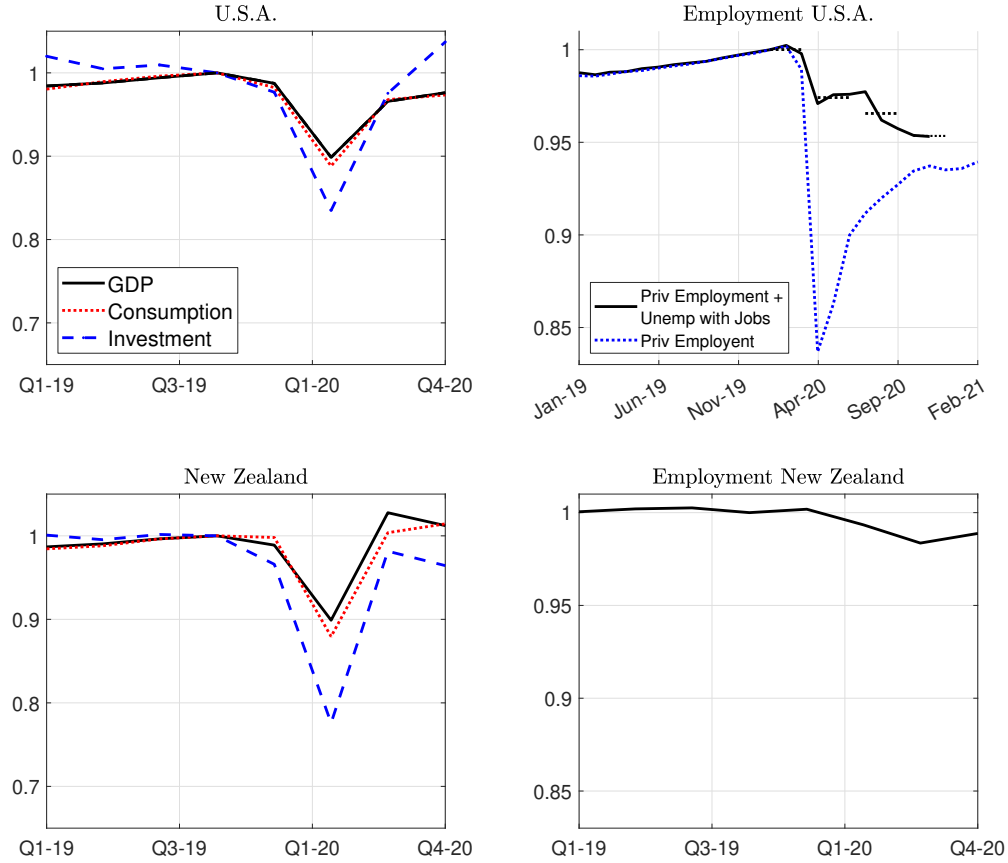 U.S.A.
1
0.9
0.8
0.7
GDP
Consumption
Investment
Q1-19
Q3-19
Q1-20
Q4-20
Employment U.S.A.
1
0.95
0.9
0.85
Priv Employment +
Unemp with Jobs
Priv Employent
Jan-19
Jun-19
Nov-19
Apr-20
Sep-20
Feb-21
New Zealand
1
0.9
0.8
0.7
Q1-19
Q3-19
Q1-20
Q4-20
Employment New Zealand
1
0.95
0.9
0.85
Q1-19
Q3-19
Q1-20
Q4-20